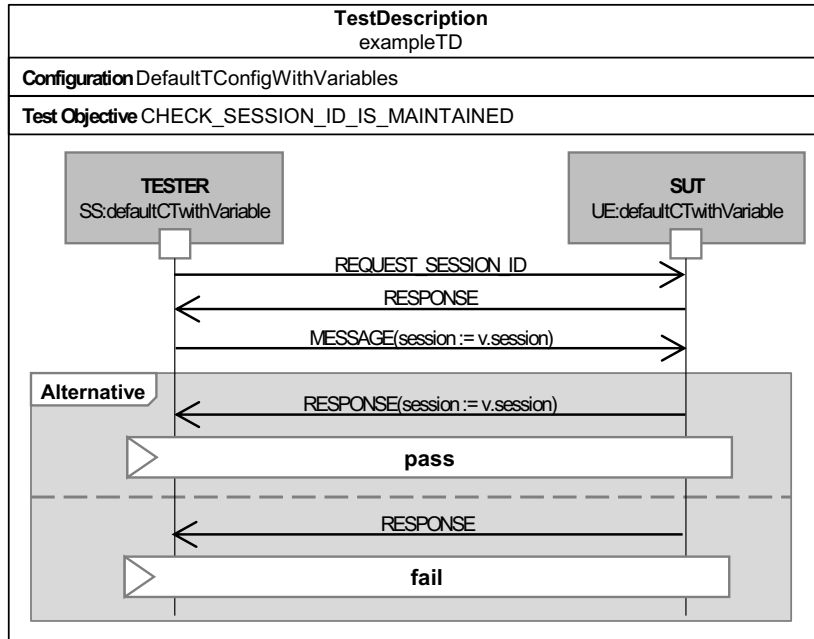 TestDescription
exampleTD
Configuration DefaultTConfigWithVariables
Test Objective CHECK_SESSION_ID_IS_MAINTAINED
TESTER
SS:defaultCTwithVariable
SUT
UE:defaultCTwithVariable
REQUEST_SESSION_ID
RESPONSE
MESSAGE(session := v.session)
Alternative
RESPONSE(session := v.session)
pass
RESPONSE
fail